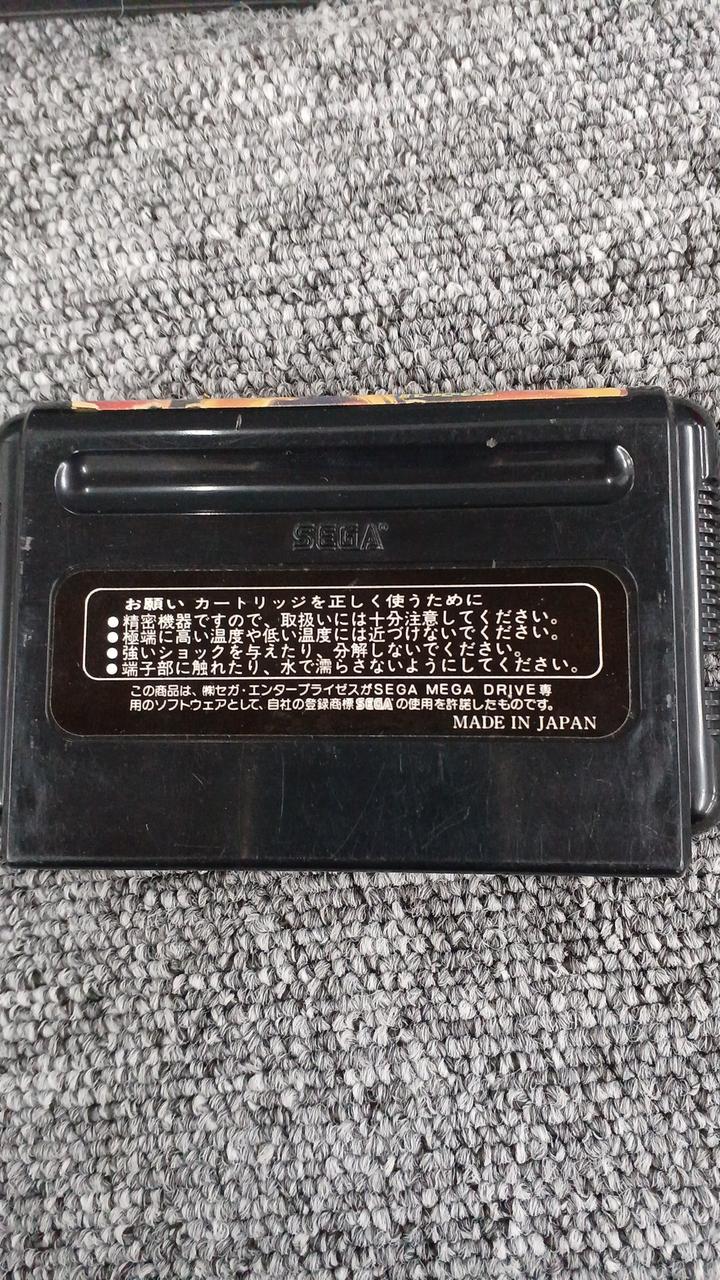 SEGA®
お願い カートリッジを正しく使うために
●精密機器ですので、取扱いには十分注意してください。
●極端に高い温度や低い温度には近づけないでください。
●強いショックを与えたり、分解しないでください。
●端子部に触れたり、水で濡らさないようにしてください。
この商品は、㈱セガ・エンタープライゼスがSEGA MEGA DRIVE専
用のソフトウェアとして、自社の登録商標SEGAの使用を許諾したものです。
MADE IN JAPAN